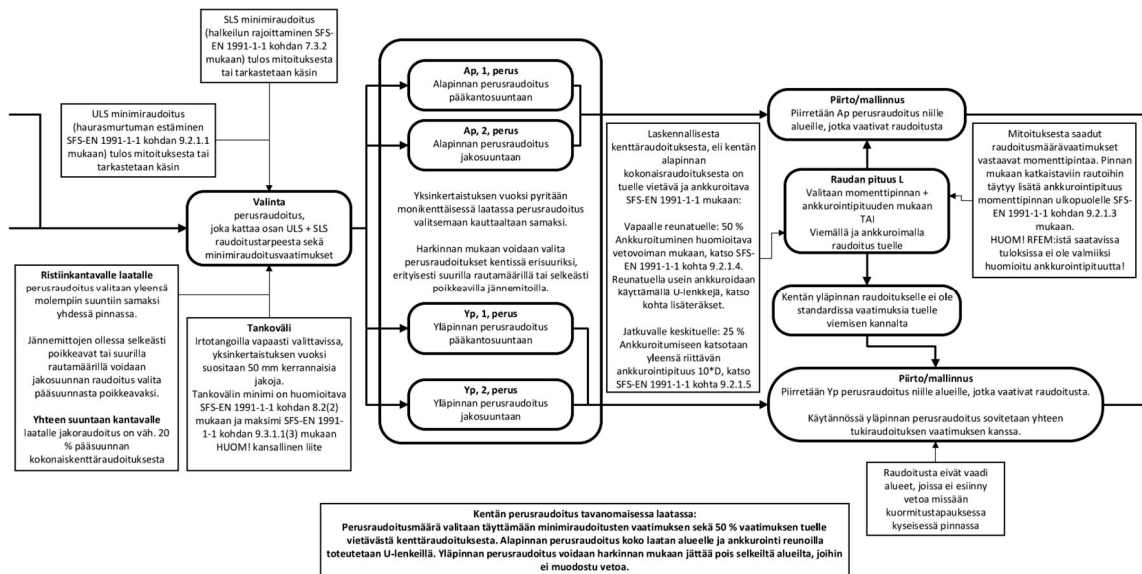 SLS minimiraudoitus
(halkeilun rajoittaminen SFS-
EN 1991-1-1 kohdan 7.3.2
mukaan) tulos mitoituksesta
tai tarkastetaan käsin
ULS minimiraudoitus
(haurasmurtuman estäminen
SFS-EN 1991-1-1 kohdan 9.2.1.1
mukaan) tulos mitoituksesta tai
tarkastetaan käsin
Valinta
perusraudoitus,
joka kattaa osan ULS + SLS
raudoitustarpeesta sekä
minimiraudoitusvaatimukset
Ristiinkantavalle laatalle
perusraudoitus valitaan yleensä
molempiin suuntiin samaksi
yhdessä pinnassa.
Jännemittojen ollessa selkeästi
poikkeavat tai suurilla
rautamäärillä voidaan
jakosuunnan raudoitus valita
pääsuunnasta poikkeavaksi.
Yhteen suuntaan kantavalle
laatalle jakoraudoitus on väh. 20
% pääsuunnan
kokonaiskenttäraudoituksesta
Tankoväli
Irtotangoilla vapaasti valittavissa,
yksinkertaistuksen vuoksi
suositaan 50 mm kerrannaisia
jakoja.
Tankovälin minimi on huomioitava
SFS-EN 1991-1-1 kohdan 8.2(2)
mukaan ja maksimi SFS-EN 1991-
1-1 kohdan 9.3.1.1(3) mukaan
HUOM! kansallinen liite
Ap, 1, perus
Alapinnan perusraudoitus
pääkantosuuntaan
Ap, 2, perus
Alapinnan perusraudoitus
jakosuuntaan
Yksinkertaistuksen vuoksi pyritään
monikenttäisessä laatassa perusraudoitus
valitsemaan kauttaaltaan samaksi.
Harkinnan mukaan voidaan valita
perusraudoitukset kentissä erisuuriksi,
erityisesti suurilla rautamäärillä tai selkeästi
poikkeavilla jännemitoilla.
Yp, 1, perus
Yläpinnan perusraudoitus
pääkantosuuntaan
Yp, 2, perus
Yläpinnan perusraudoitus
jakosuuntaan
Laskennallisesta
kenttäraudoituksesta, eli kentän
alapinnan
kokonaisraudoituksesta on
tuelle vietävä ja ankkuroitava
SFS-EN 1991-1-1 mukaan:
Vapaalle reunatuelle: 50 %
Ankkuroituminen huomioitava
vetovoiman mukaan, katso SFS-
EN 1991-1-1 kohta 9.2.1.4.
Reunatuella usein ankkuroidaan
käyttämällä U-lenkkejä, katso
kohta lisäteräkset.
Jatkuvalle keskituelle: 25 %
Ankkuroitumiseen katsotaan
yleensä riittävän
ankkurointipituus 10*D, katso
SFS-EN 1991-1-1 kohta 9.2.1.5
Piirto/mallinnus
Piirretään Ap perusraudoitus niille
alueille, jotka vaativat raudoitusta
Raudan pituus L
Valitaan momenttipinnan +
ankkurointipituuden mukaan
TAI
Viemällä ja ankkuroimalla
raudoitus tuelle
Mitoituksesta saadut
raudoitusmäärävaatimukset
vastaavat momenttipintaa. Pinnan
mukaan katkaistaviin rautoihin
täytyy lisätä ankkurointipituus
momenttipinnan ulkopuolelle SFS-
EN 1991-1-1 kohdan 9.2.1.3
mukaan.
HUOM! RFEM:istä saatavissa
tuloksissa ei ole valmiiksi
huomioitu ankkurointipituutta!
Kentän yläpinnan raudoitukselle ei ole
standardissa vaatimuksia tuelle
viemisen kannalta
Piirto/mallinnus
Piirretään Yp perusraudoitus niille alueille, jotka vaativat raudoitusta.
Käytännössä yläpinnan perusraudoitus sovitetaan yhteen
tukiraudoituksen vaatimuksen kanssa.
Raudoitusta eivät vaadi
alueet, joissa ei esiinny
vetoa missään
kuormitustapauksessa
kyseisessä pinnassa
Kentän perusraudoitus tavanomaisessa laatassa:
Perusraudoitusmäärä valitaan täyttämään minimiraudoitusten vaatimuksen sekä 50 % vaatimuksen tuelle
vietävästä kenttäraudoituksesta. Alapinnan perusraudoitus koko laatan alueelle ja ankkurointi reunoilla
toteutetaan U-lenkeillä. Yläpinnan perusraudoitus voidaan harkinnan mukaan jättää pois selkeiltä alueilta, joihin
ei muodostu vetoa.